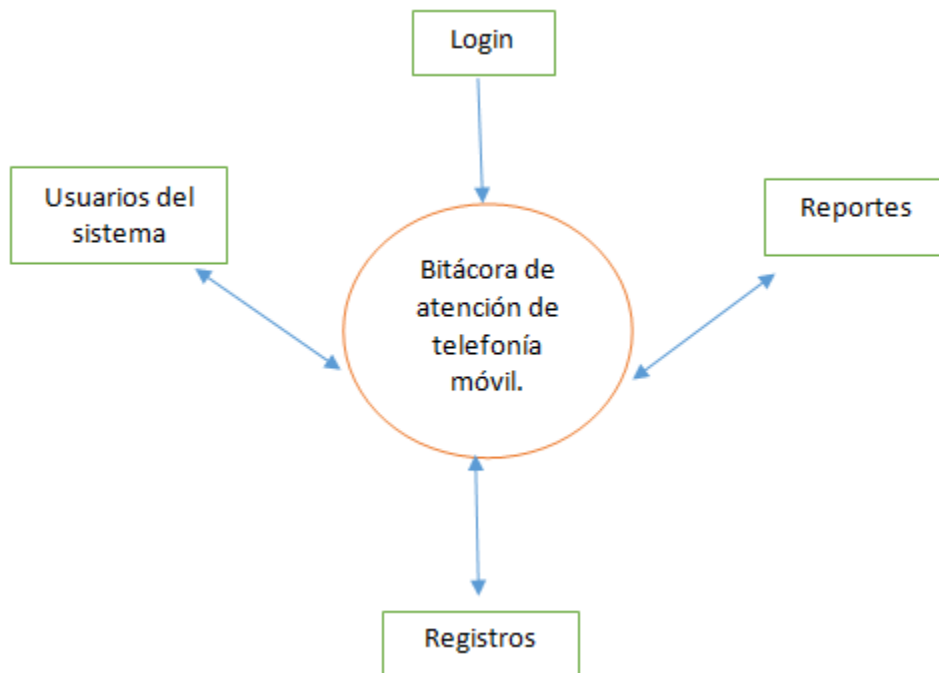 Login
Usuarios del
sistema
Reportes
Bitácora de
atención de
telefonía
móvil.
Registros